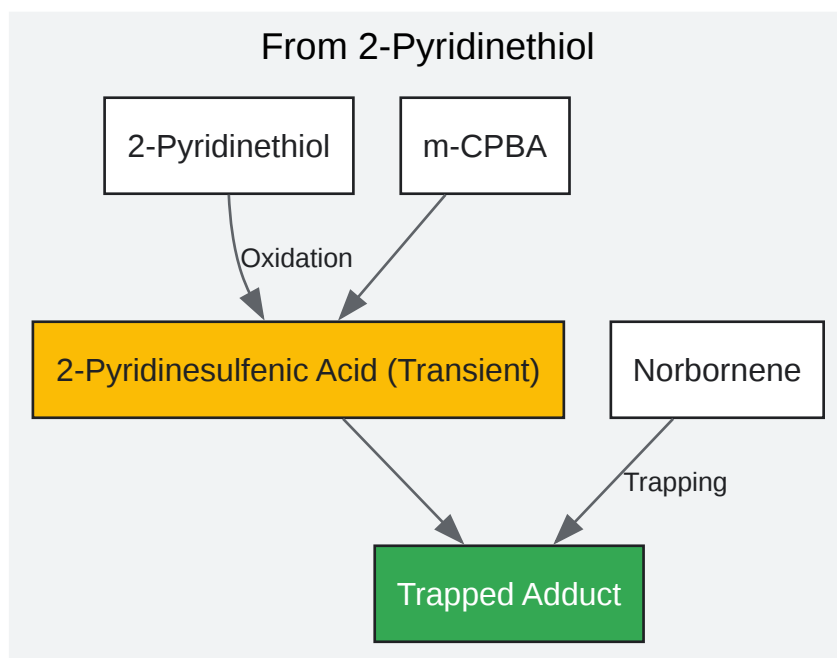 From 2-Pyridinethiol
2-Pyridinethiol
m-CPBA
Oxidation
2-Pyridinesulfenic Acid (Transient)
Norbornene
Trapping
Trapped Adduct